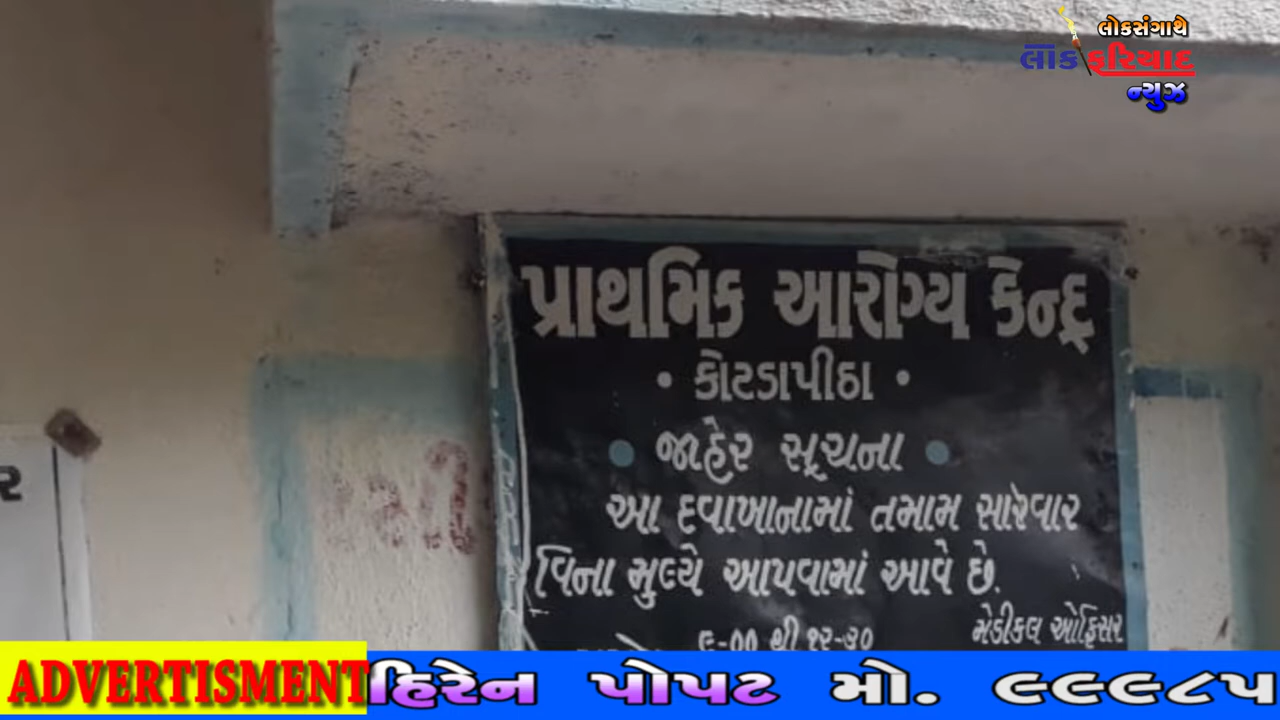 લોકસંગાથે
લોક ફરિયાદ
ન્યુઝ
પ્રાથમિક આરોગ્ય કેન્દ્ર
• કોટડાપીઠા •
• જાહેર સૂચના •
આ દવાખાનામાં તમામ સારવાર
વિના મુલ્યે આપવામાં આવે છે.
મેડીકલ ઓફિસર
૯-૦૦ થી ૧૨-૩૦
ર
ADVERTISMENT
હિરેન પોપટ મો. ૯૯૯૮૫